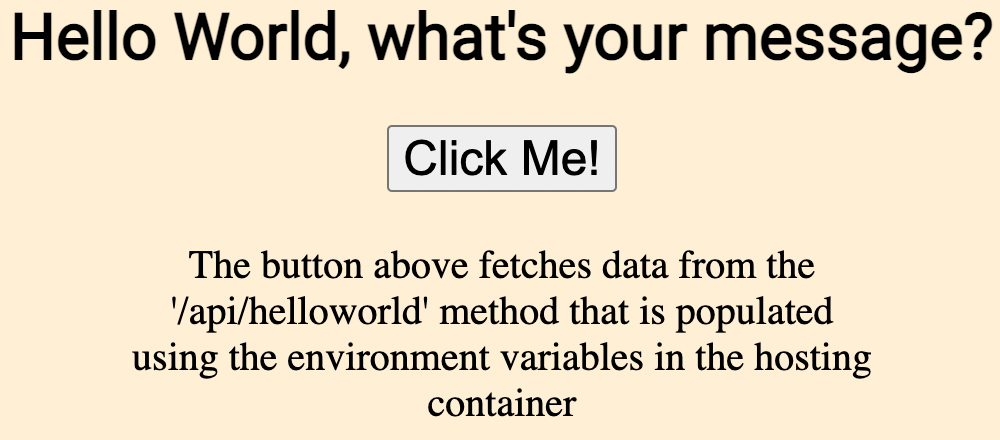 Hello World, what's your message?
Click Me!
The button above fetches data from the
'/api/helloworld' method that is populated
using the environment variables in the hosting
container